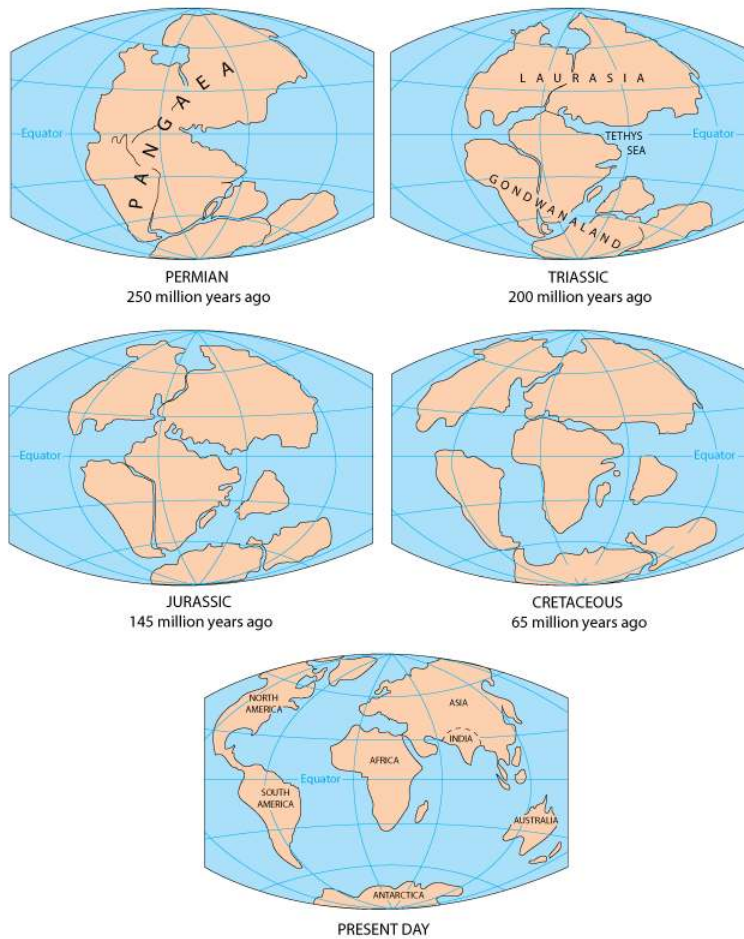 PANGAEA
Equator
PERMIAN
250 million years ago
LAURASIA
TETHYS
SEA
Equator
GONDWANALAND
TRIASSIC
200 million years ago
Equator
JURASSIC
145 million years ago
Equator
CRETACEOUS
65 million years ago
NORTH
AMERICA
ASIA
INDIA
AFRICA
Equator
SOUTH
AMERICA
AUSTRALIA
ANTARCTICA
PRESENT DAY